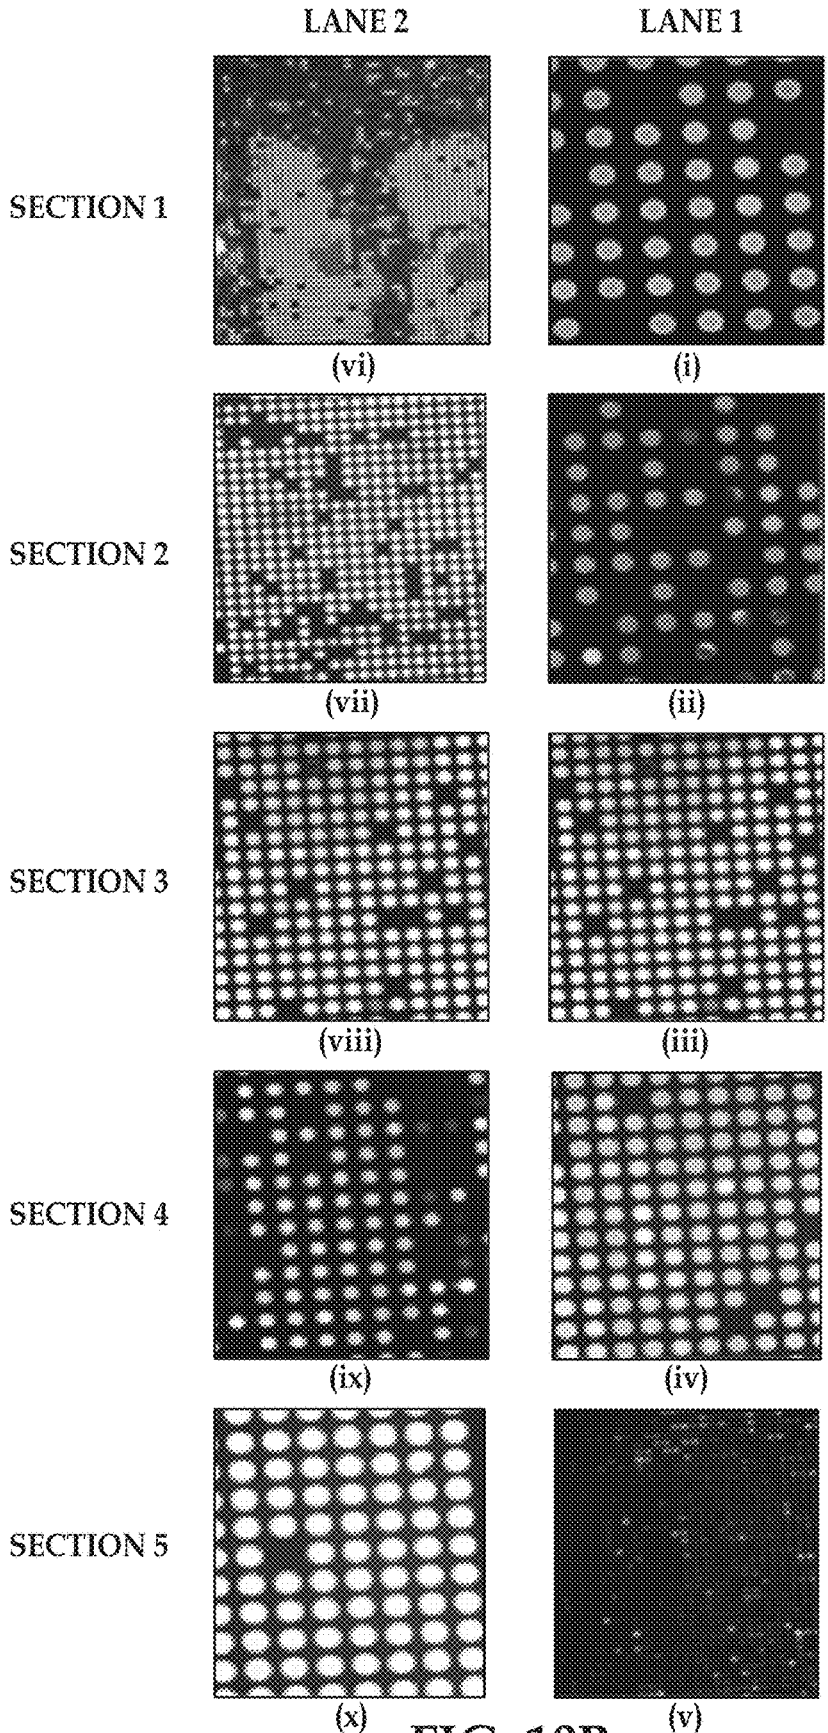 LANE 2 LANE 1
SECTION 1
(vi) (i)
SECTION 2
(vii) (ii)
SECTION 3
(viii) (iii)
SECTION 4
(ix) (iv)
SECTION 5
(x) (v)